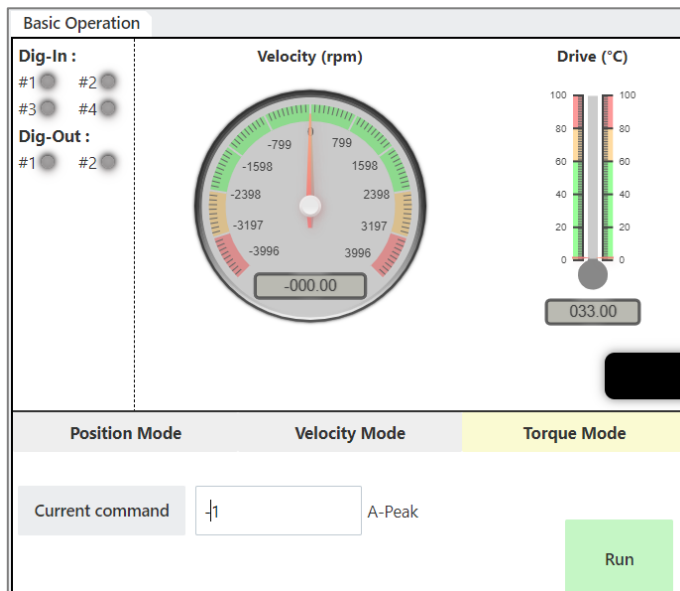 Basic Operation
Dig-In :
#1 #2
#3 #4
Dig-Out :
#1 #2
Velocity (rpm)
0
-799 799
-1598 1598
-2398 2398
-3197 3197
-3996 3996
-000.00
Drive (°C)
100 100
80 80
60 60
40 40
20 20
0 0
033.00
Position Mode Velocity Mode Torque Mode
Current command -1 A-Peak
Run